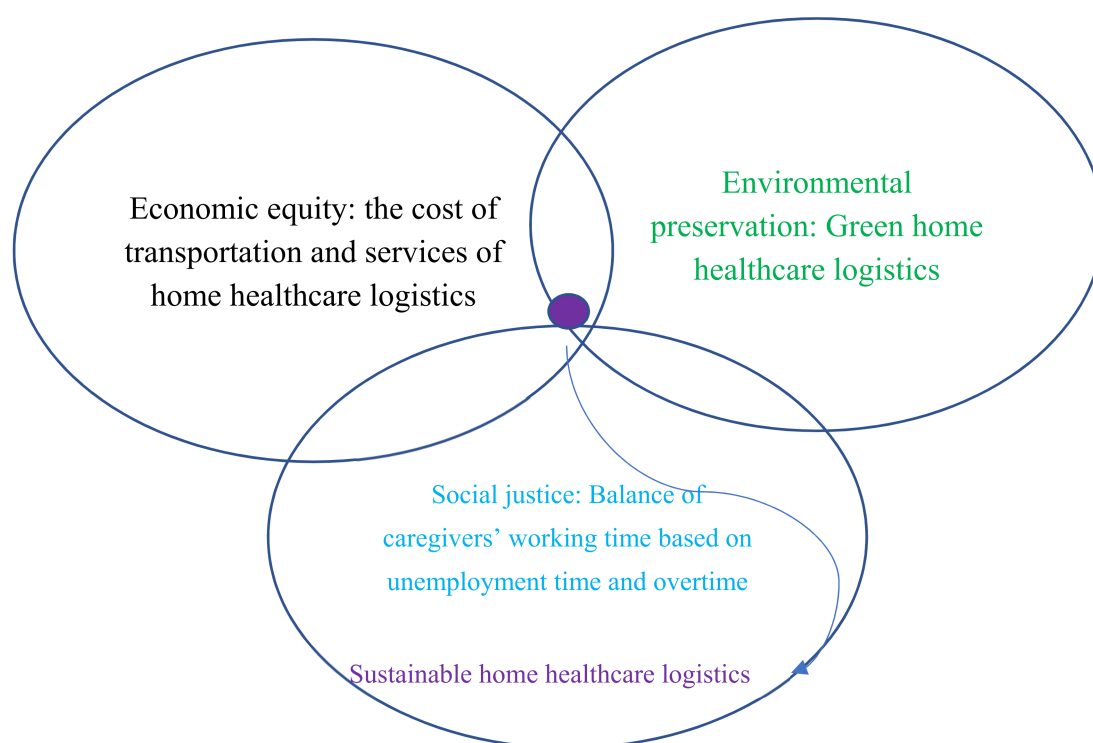 Economic equity: the cost of
transportation and services of
home healthcare logistics
Environmental
preservation: Green home
healthcare logistics
Social justice: Balance of
caregivers’ working time based on
unemployment time and overtime
Sustainable home healthcare logistics